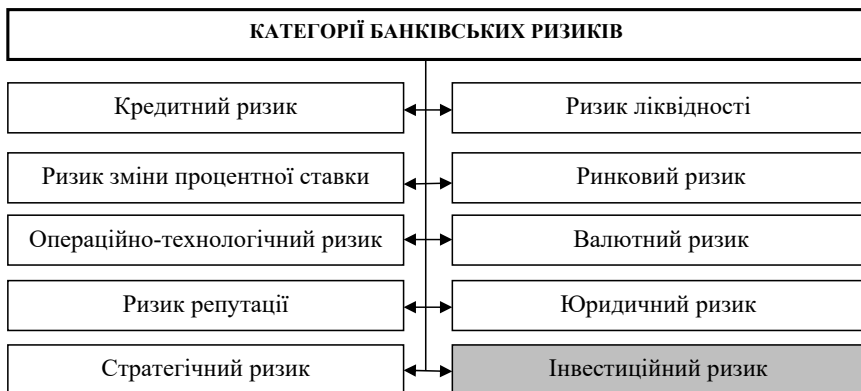 КАТЕГОРІЇ БАНКІВСЬКИХ РИЗИКІВ
Кредитний ризик
Ризик ліквідності
Ризик зміни процентної ставки
Ринковий ризик
Операційно-технологічний ризик
Валютний ризик
Ризик репутації
Юридичний ризик
Стратегічний ризик
Інвестиційний ризик